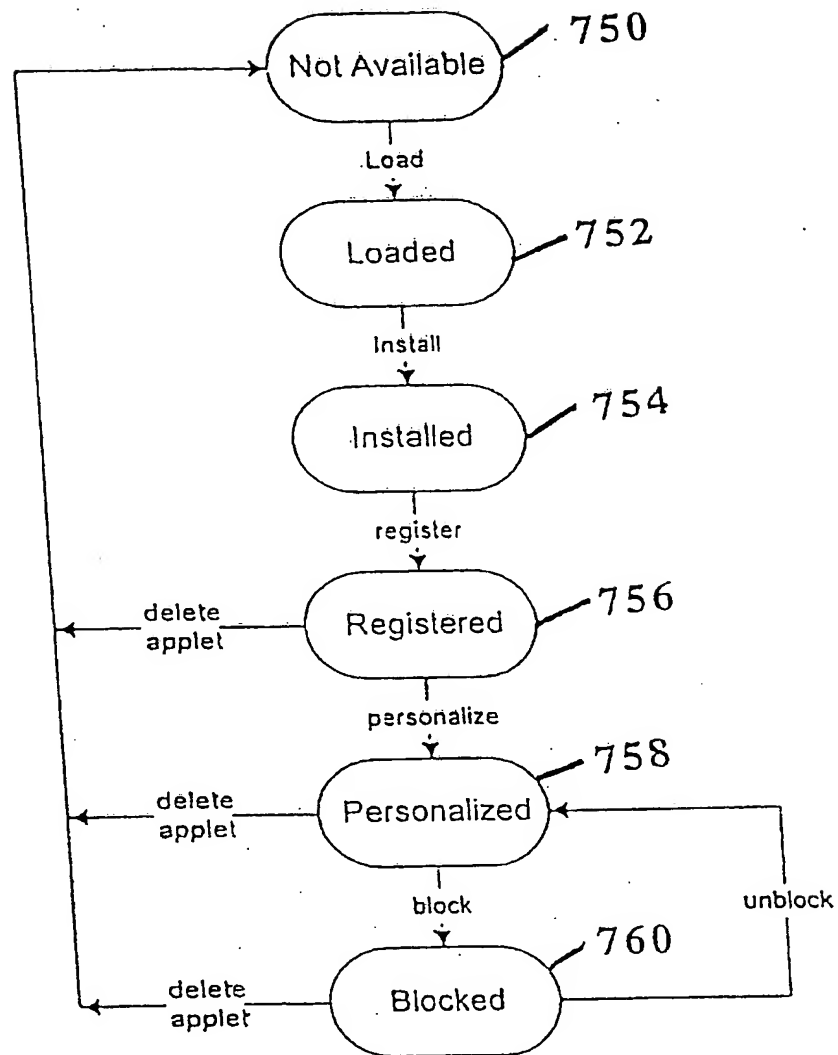 750
Not Available
Load
752
Loaded
Install
754
Installed
register
756
delete
applet
Registered
personalize
758
delete
applet
Personalized
block
unblock
760
delete
applet
Blocked